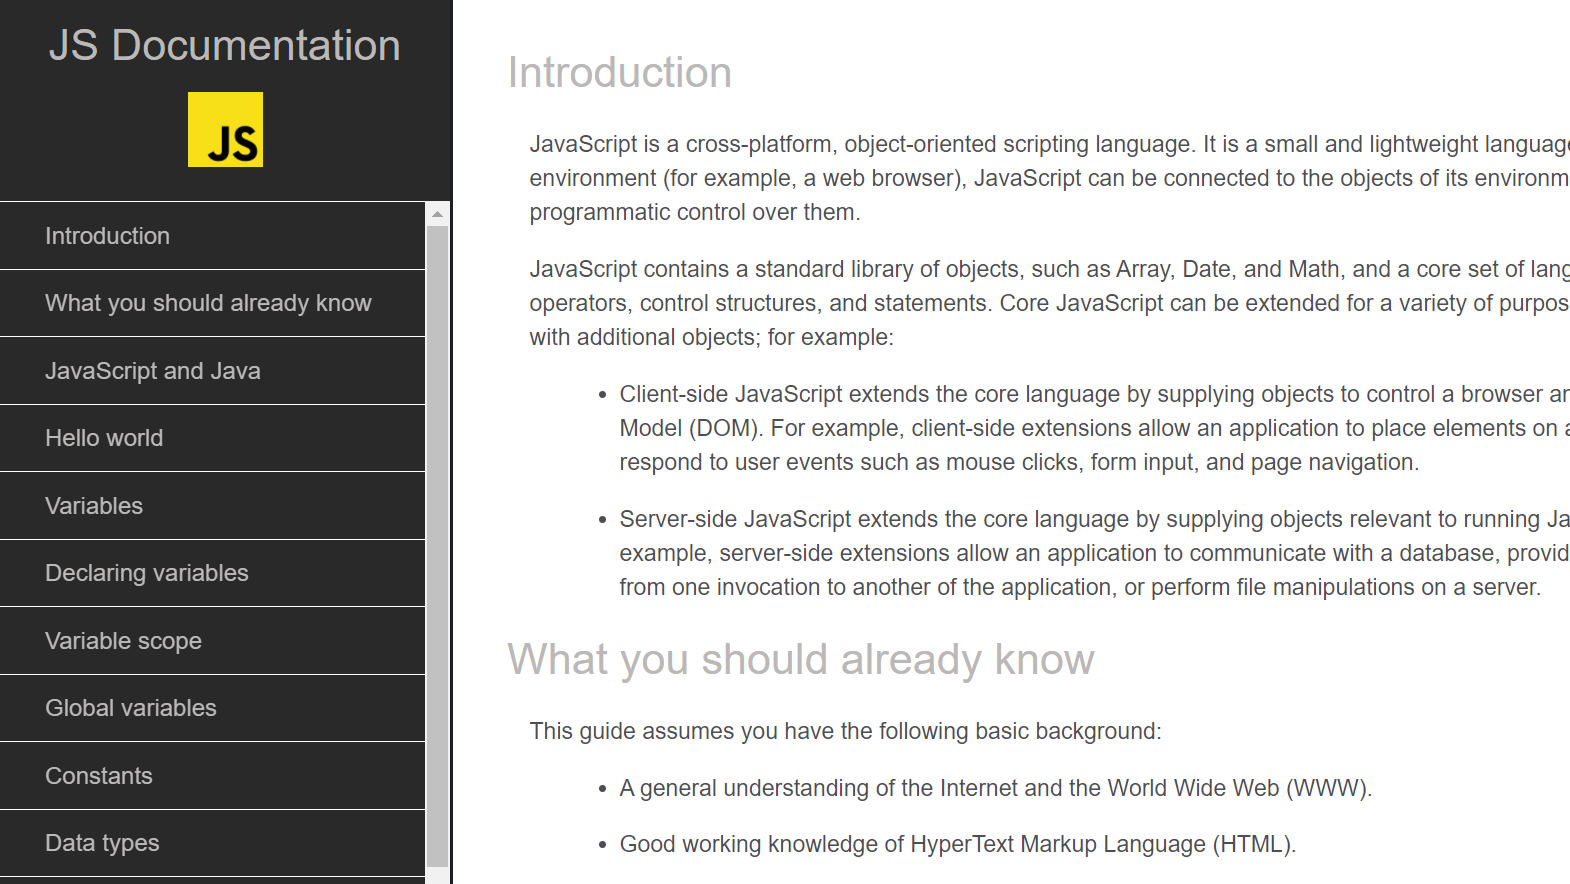 JS Documentation
JS
Introduction
What you should already know
JavaScript and Java
Hello world
Variables
Declaring variables
Variable scope
Global variables
Constants
Data types
Introduction
JavaScript is a cross-platform, object-oriented scripting language. It is a small and lightweight language
environment (for example, a web browser), JavaScript can be connected to the objects of its environm
programmatic control over them.
JavaScript contains a standard library of objects, such as Array, Date, and Math, and a core set of lang
operators, control structures, and statements. Core JavaScript can be extended for a variety of purpos
with additional objects; for example:
Client-side JavaScript extends the core language by supplying objects to control a browser an
Model (DOM). For example, client-side extensions allow an application to place elements on a
respond to user events such as mouse clicks, form input, and page navigation.
Server-side JavaScript extends the core language by supplying objects relevant to running Ja
example, server-side extensions allow an application to communicate with a database, provid
from one invocation to another of the application, or perform file manipulations on a server.
What you should already know
This guide assumes you have the following basic background:
A general understanding of the Internet and the World Wide Web (WWW).
Good working knowledge of HyperText Markup Language (HTML).